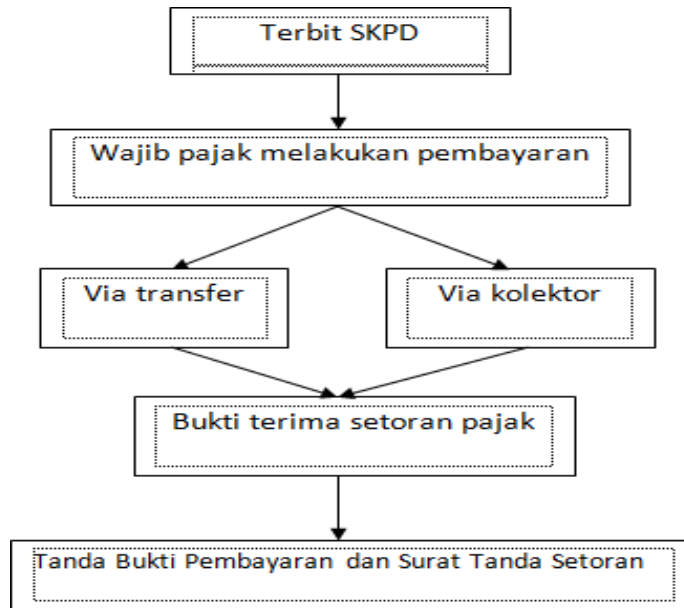 Terbit SKPD
Wajib pajak melakukan pembayaran
Via transfer
Via kolektor
Bukti terima setoran pajak
Tanda Bukti Pembayaran dan Surat Tanda Setoran